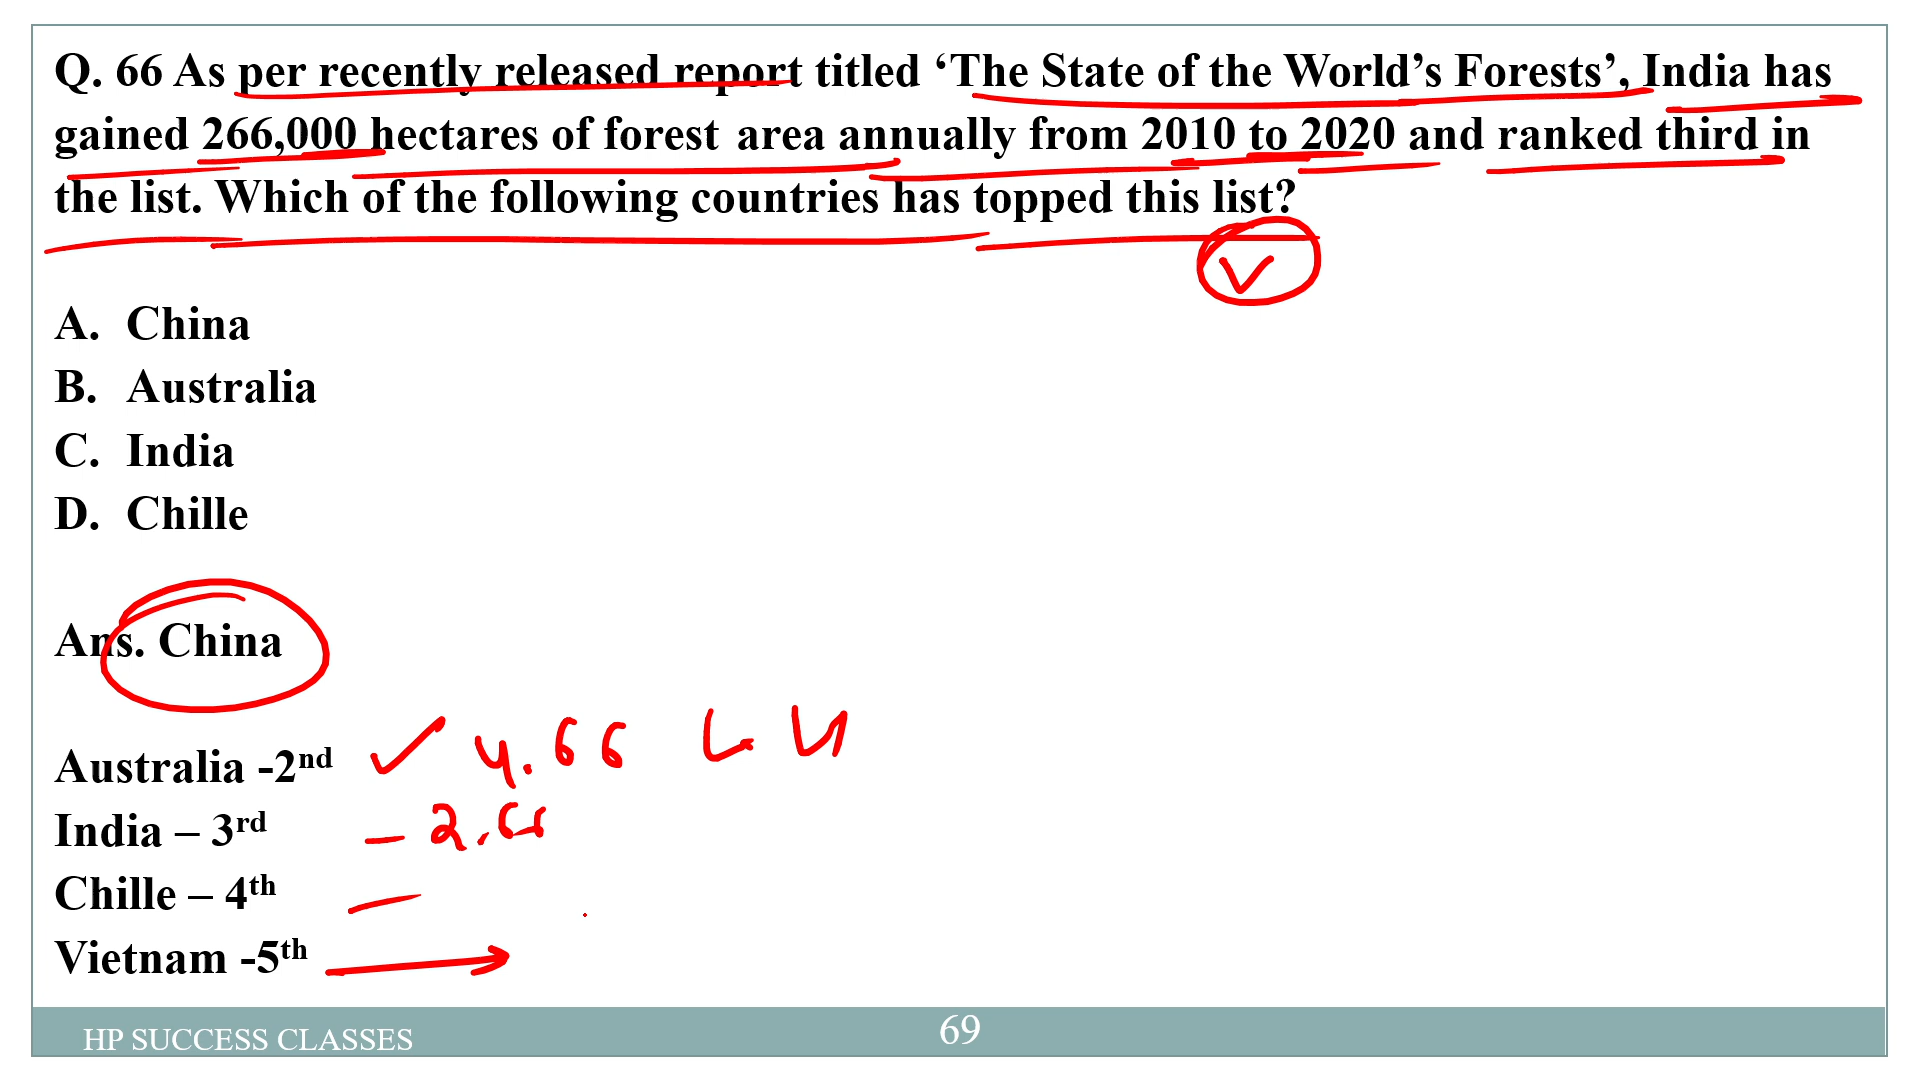 Q. 66 As per recently released report titled ‘The State of the World’s Forests’, India has
gained 266,000 hectares of forest area annually from 2010 to 2020 and ranked third in
the list. Which of the following countries has topped this list?
A. China
B. Australia
C. India
D. Chille
Ans. China
Australia -2nd 4.66
India – 3rd – 2.66
Chille – 4th
Vietnam -5th
HP SUCCESS CLASSES 69